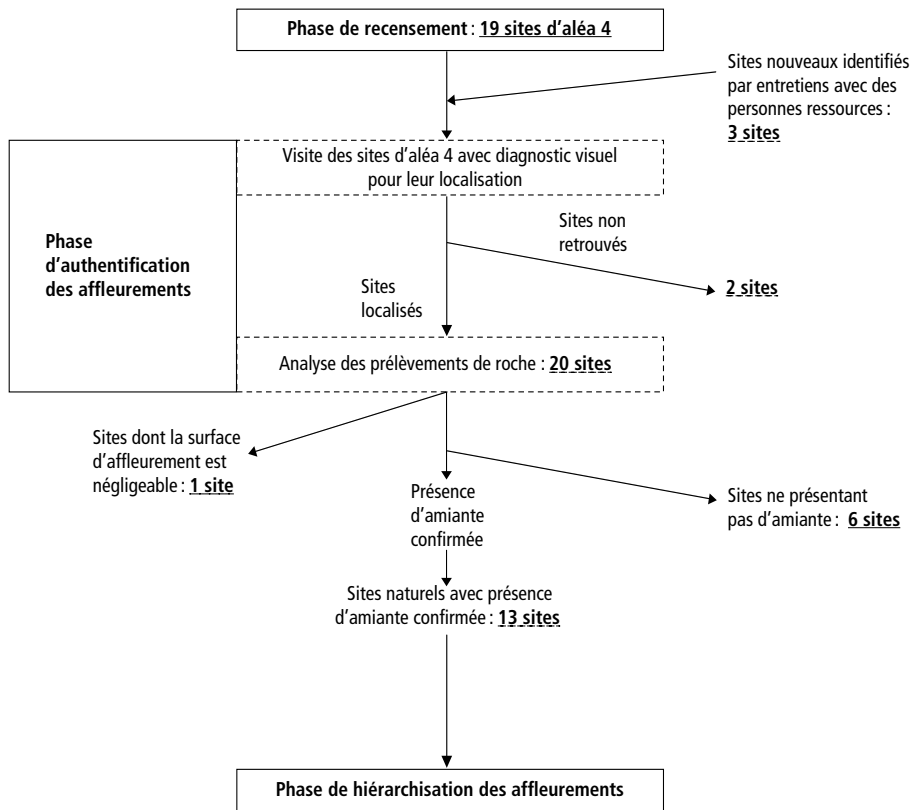 Phase de recensement : 19 sites d'aléa 4
Sites nouveaux identifiés
par entretiens avec des
personnes ressources :
3 sites
Visite des sites d'aléa 4 avec diagnostic visuel
pour leur localisation
Phase
d'authentification
des affleurements
Sites non
retrouvés
2 sites
Sites
localisés
Analyse des prélèvements de roche : 20 sites
Sites dont la surface
d'affleurement est
négligeable : 1 site
Présence
d'amiante
confirmée
Sites ne présentant
pas d'amiante : 6 sites
Sites naturels avec présence
d'amiante confirmée : 13 sites
Phase de hiérarchisation des affleurements